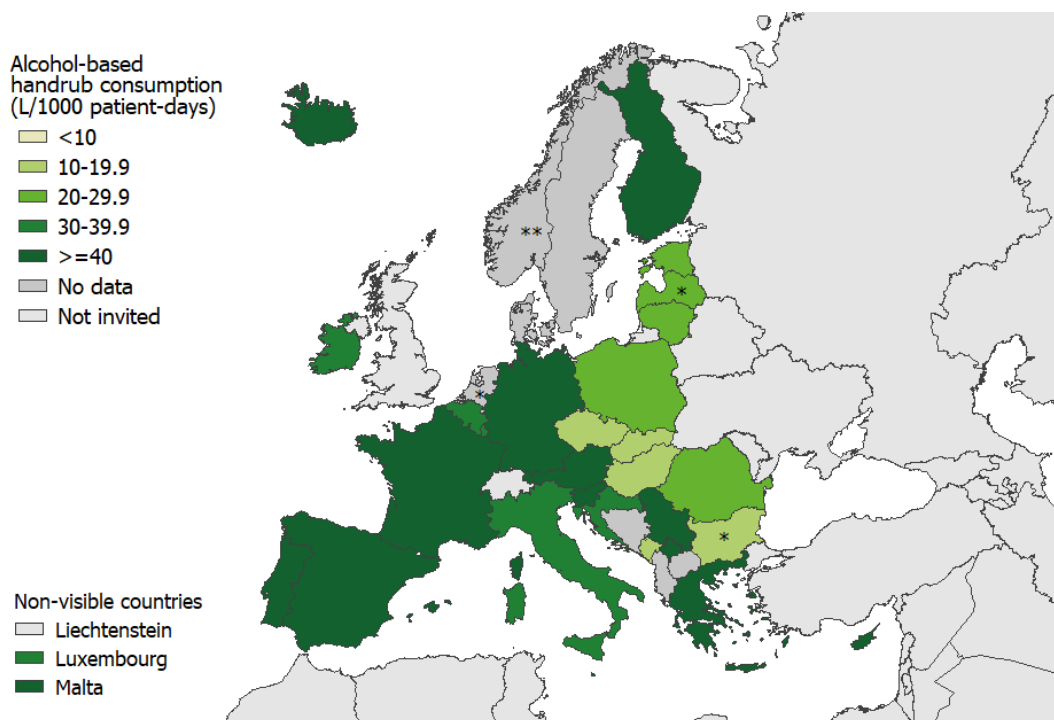 Alcohol-based
handrub consumption
(L/1000 patient-days)
<10
10-19.9
20-29.9
30-39.9
>=40
No data
Not invited
**
*
*
*
Non-visible countries
Liechtenstein
Luxembourg
Malta